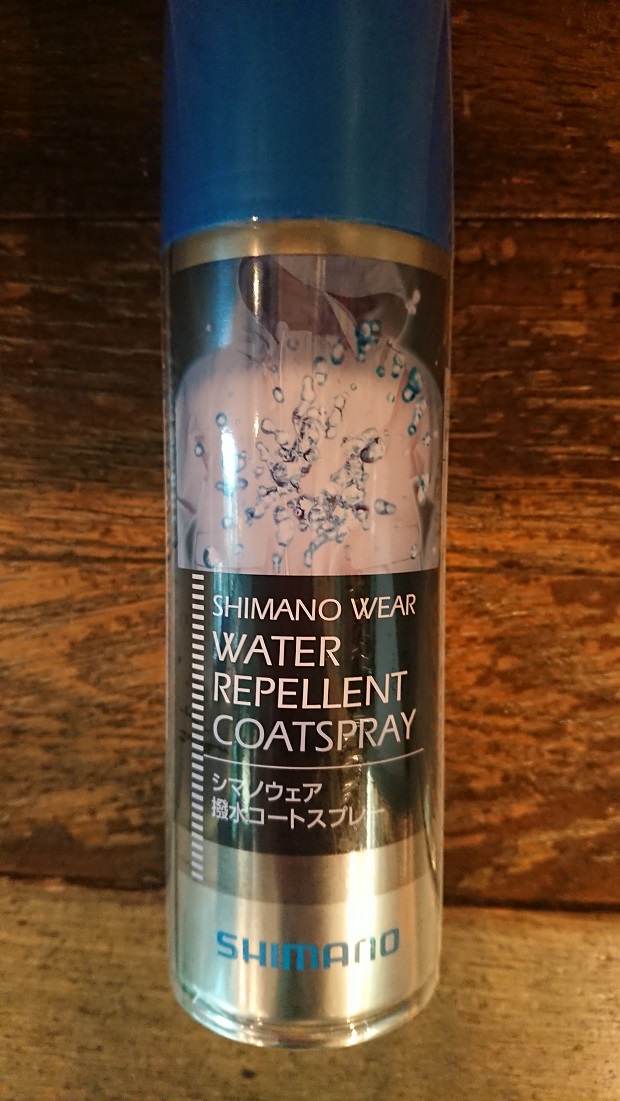 SHIMANO WEAR
WATER
REPELLENT
COATSPRAY
シマノウェア
撥水コートスプレー
SHIMANO